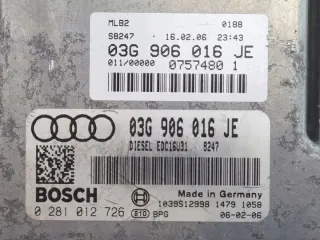 MLB2 0188
S8247 16.02.06 23:43
03G 906 016 JE
011/00000 0757480 1
03G 906 016 JE
DIESEL EDC16U31 8247
BOSCH Made in Germany
1039S12998 1479 1058
0 281 012 726 E10 BPG 06-02-06